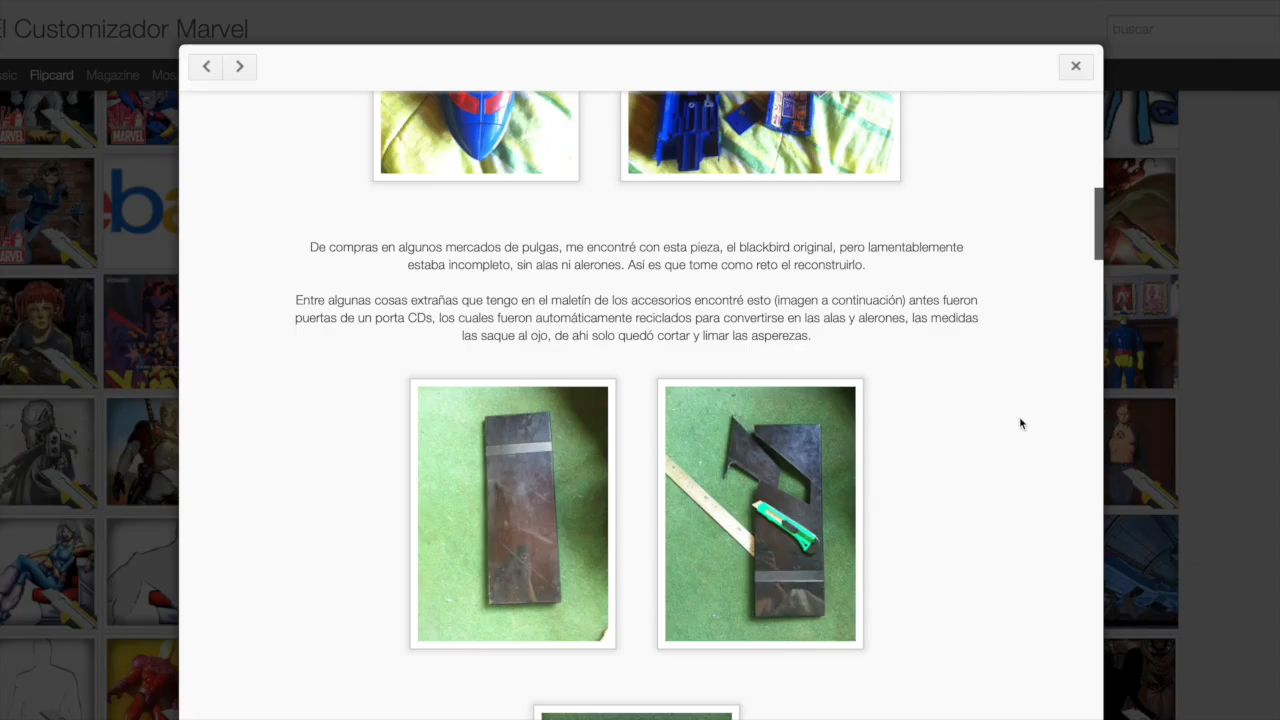 El Customizador Marvel
buscar
Flipcard
Magazine
De compras en algunos mercados de pulgas, me encontré con esta pieza, el blackbird original, pero lamentablemente
estaba incompleto, sin alas ni alerones. Así es que tome como reto el reconstruirlo.
Entre algunas cosas extrañas que tengo en el maletín de los accesorios encontré esto (imagen a continuación) antes fueron
puertas de un porta CDs, los cuales fueron automáticamente reciclados para convertirse en las alas y alerones, las medidas
las saque al ojo, de ahi solo quedó cortar y limar las asperezas.
MARVEL
MARVEL